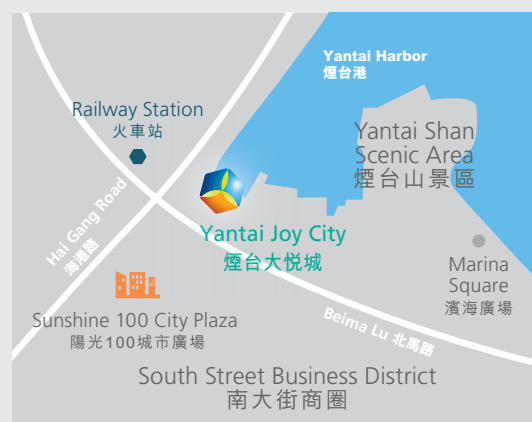 Yantai Harbor
煙台港
Railway Station
火車站
Yantai Shan
Scenic Area
煙台山景區
Hai Gang Road
海港路
Yantai Joy City
煙台大悦城
Marina
Square
濱海廣場
Sunshine 100 City Plaza
陽光100城市廣場
Beima Lu 北馬路
South Street Business District
南大街商圈